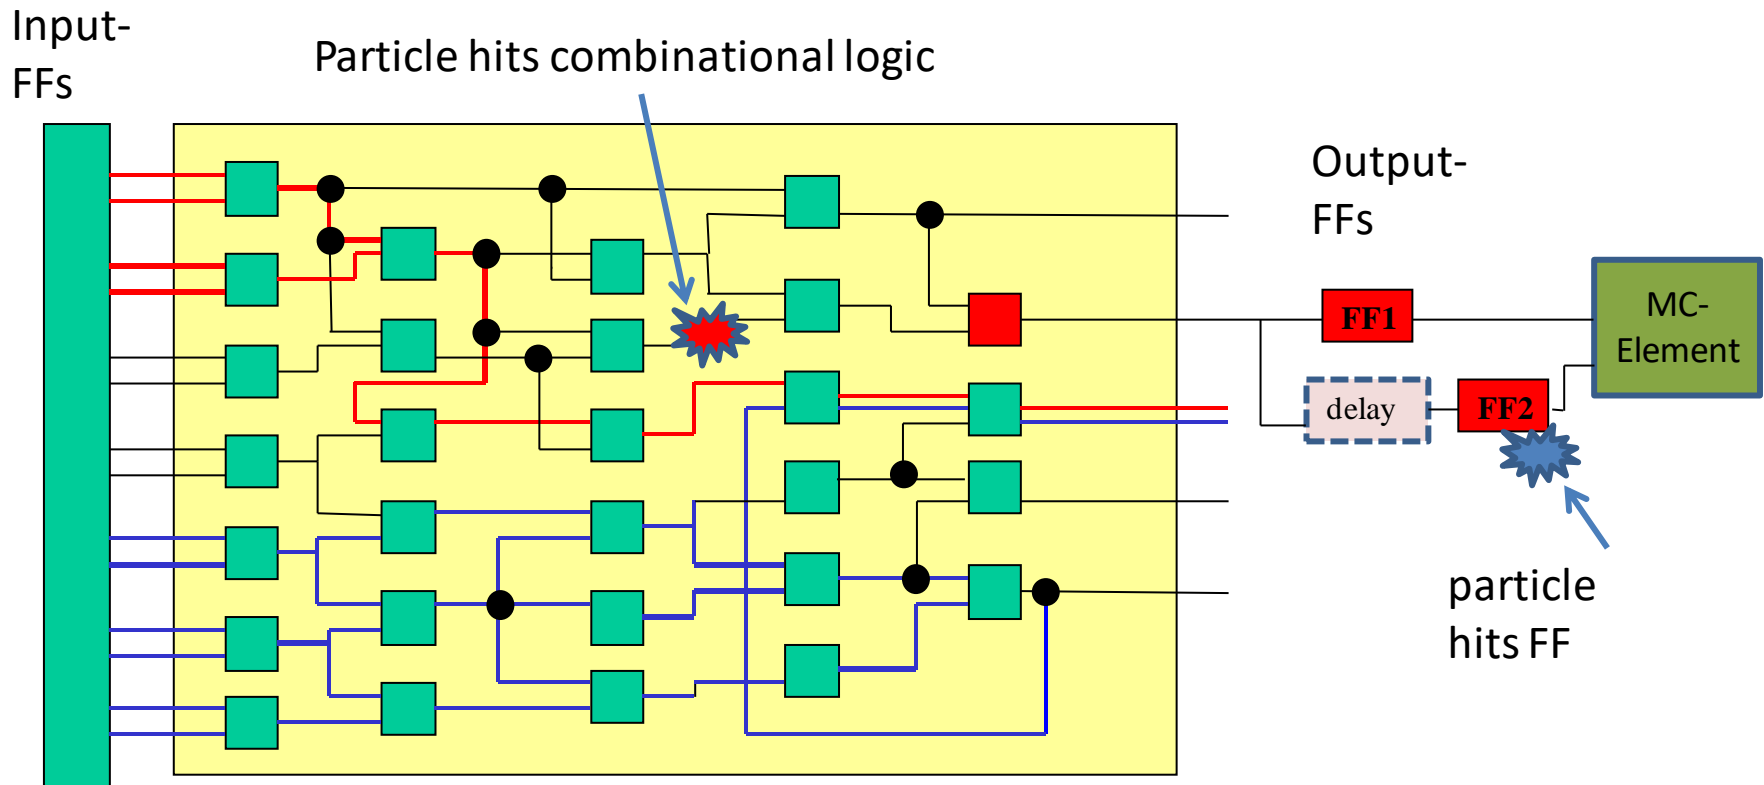 Input-
FFs
Particle hits combinational logic
Output-
FFs
FF1
MC-
Element
delay
FF2
particle
hits FF